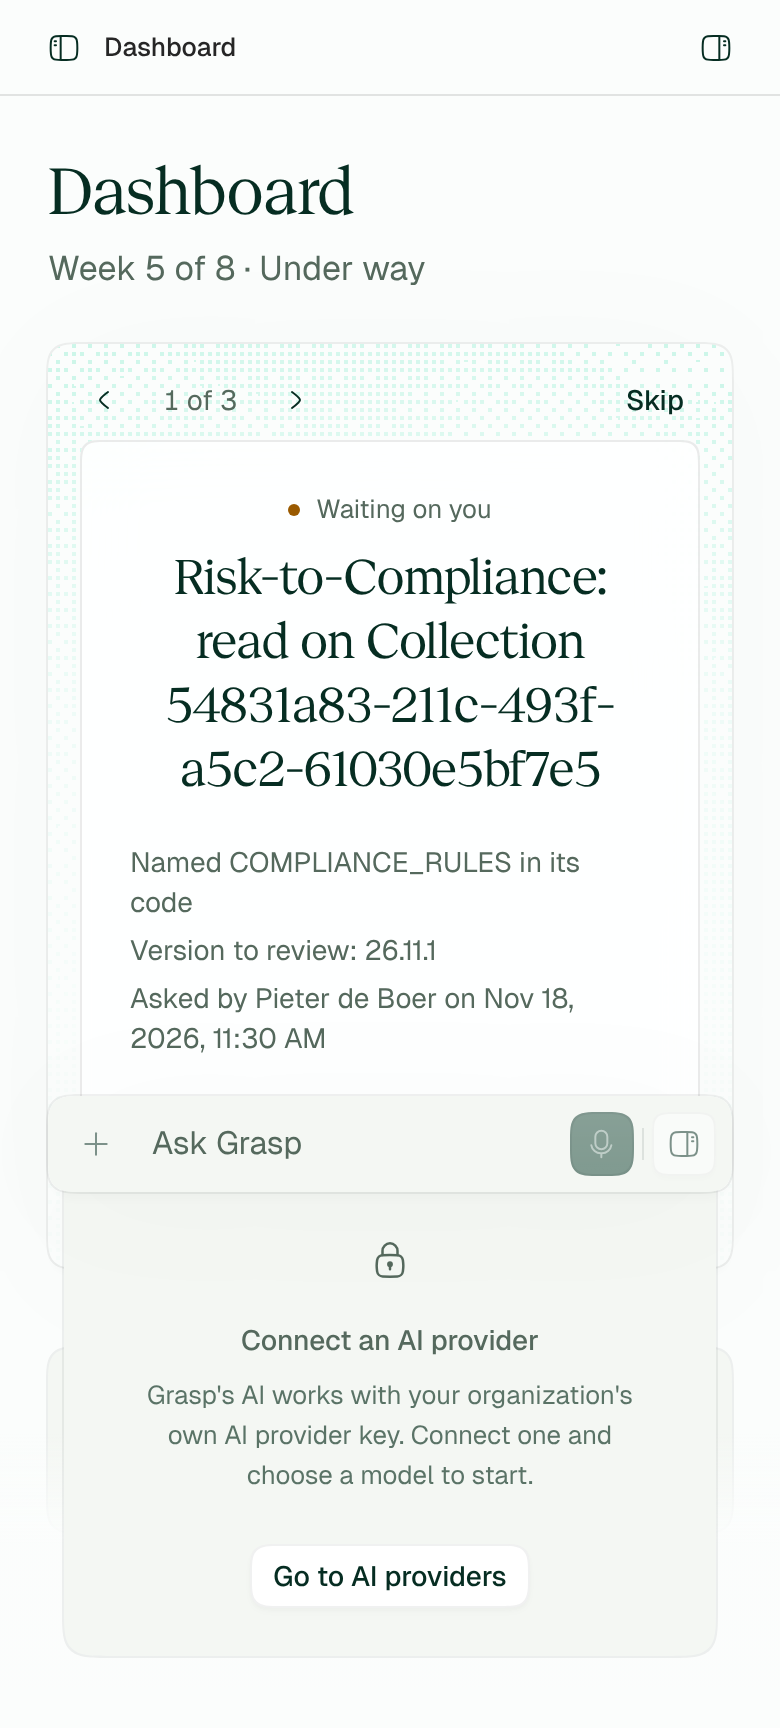 Dashboard
Dashboard
Week 5 of 8 · Under way
1 of 3
Skip
Waiting on you
Risk-to-Compliance:
read on Collection
54831a83-211c-493f-
a5c2-61030e5bf7e5
Named COMPLIANCE_RULES in its
code
Version to review: 26.11.1
Asked by Pieter de Boer on Nov 18,
2026, 11:30 AM
Ask Grasp
Connect an AI provider
Grasp's AI works with your organization's
own AI provider key. Connect one and
choose a model to start.
Go to AI providers